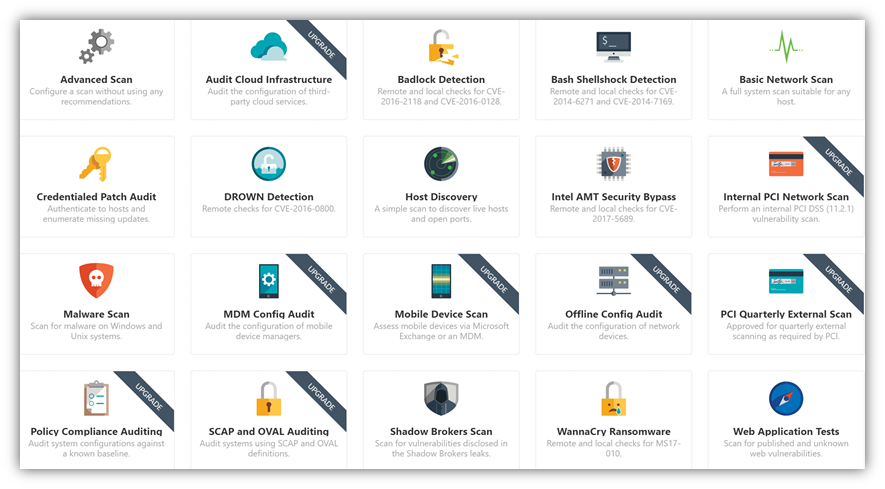 UPGRADE
$_
Advanced Scan
Configure a scan without using any
recommendations.
Audit Cloud Infrastructure
Audit the configuration of third-
party cloud services.
Badlock Detection
Remote and local checks for CVE-
2016-2118 and CVE-2016-0128.
Bash Shellshock Detection
Remote and local checks for CVE-
2014-6271 and CVE-2014-7169.
Basic Network Scan
A full system scan suitable for any
host.
UPGRADE
Credentialed Patch Audit
Authenticate to hosts and
enumerate missing updates.
DROWN Detection
Remote checks for CVE-2016-0800.
Host Discovery
A simple scan to discover live hosts
and open ports.
Intel AMT Security Bypass
Remote and local checks for CVE-
2017-5689.
Internal PCI Network Scan
Perform an internal PCI DSS (11.2.1)
vulnerability scan.
UPGRADE
UPGRADE
UPGRADE
UPGRADE
Malware Scan
Scan for malware on Windows and
Unix systems.
MDM Config Audit
Audit the configuration of mobile
device managers.
Mobile Device Scan
Assess mobile devices via Microsoft
Exchange or an MDM.
Offline Config Audit
Audit the configuration of network
devices.
PCI Quarterly External Scan
Approved for quarterly external
scanning as required by PCI.
UPGRADE
UPGRADE
Policy Compliance Auditing
Audit system configurations against
a known baseline.
SCAP and OVAL Auditing
Audit systems using SCAP and OVAL
definitions.
Shadow Brokers Scan
Scan for vulnerabilities disclosed in
the Shadow Brokers leaks.
WannaCry Ransomware
Remote and local checks for MS17-
010.
Web Application Tests
Scan for published and unknown
web vulnerabilities.